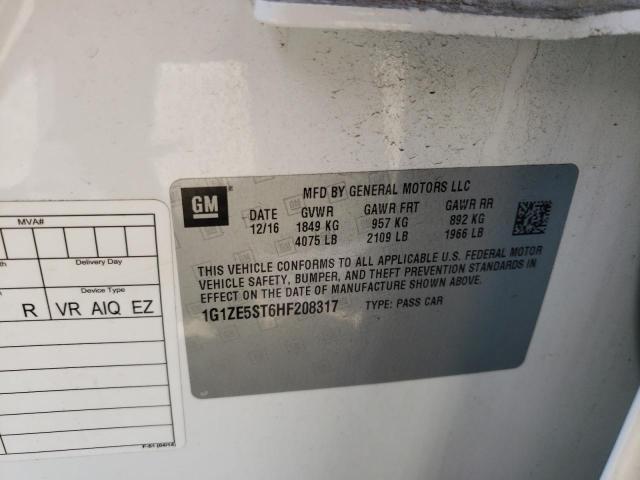 GM
MFD BY GENERAL MOTORS LLC
DATE GVWR GAWR FRT GAWR RR
12/16 1849 KG 957 KG 892 KG
4075 LB 2109 LB 1966 LB
THIS VEHICLE CONFORMS TO ALL APPLICABLE U.S. FEDERAL MOTOR
VEHICLE SAFETY, BUMPER, AND THEFT PREVENTION STANDARDS IN
EFFECT ON THE DATE OF MANUFACTURE SHOWN ABOVE.
1G1ZE5ST6HF208317 TYPE: PASS CAR
MVA#
Delivery Day
Device Type
R VR AIQ EZ